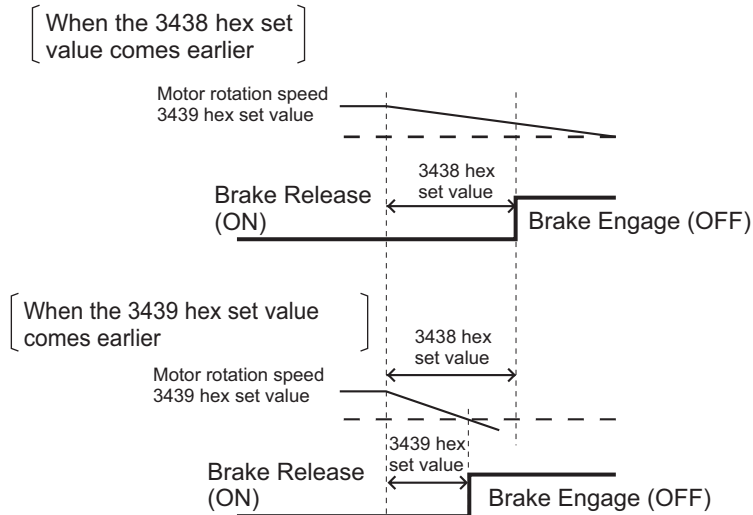 When the 3438 hex set
value comes earlier
Motor rotation speed
3439 hex set value
3438 hex
set value
Brake Release
(ON)
Brake Engage (OFF)
When the 3439 hex set value
comes earlier
3438 hex
set value
Motor rotation speed
3439 hex set value
3439 hex
set value
Brake Release
(ON)
Brake Engage (OFF)